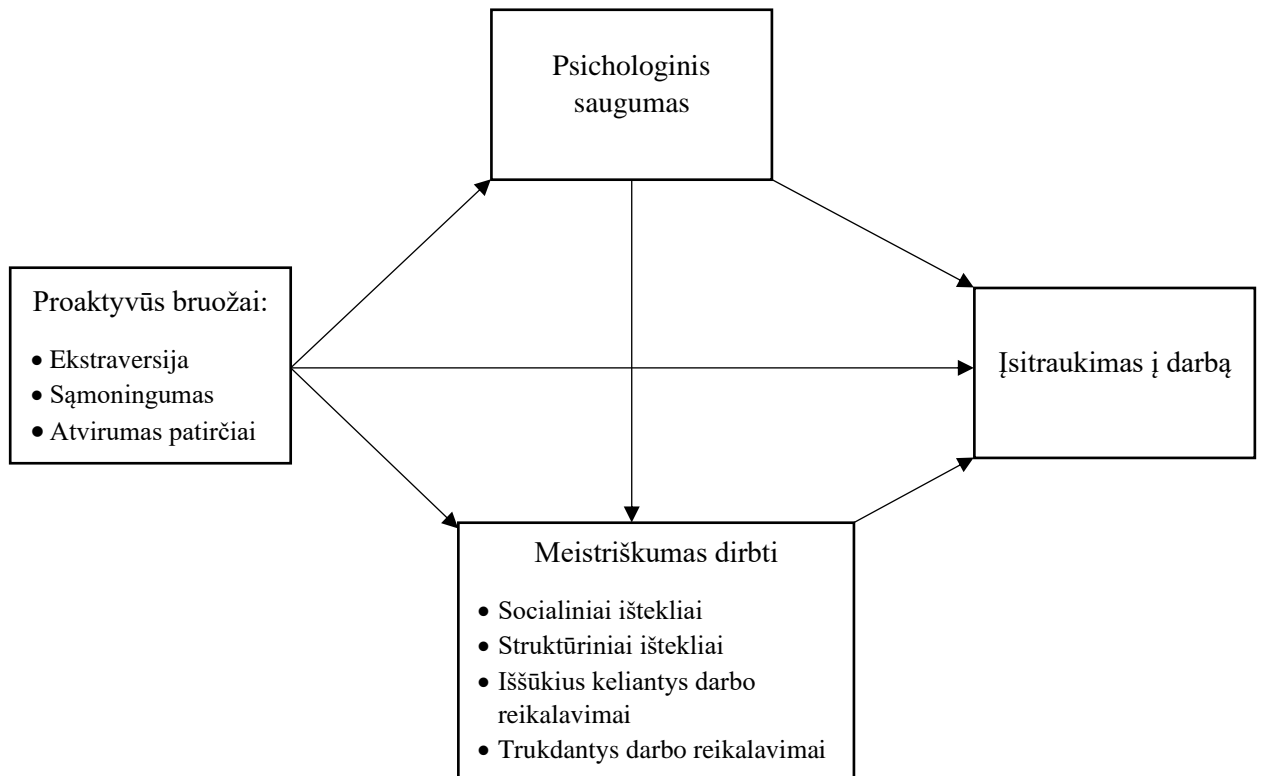 Psichologinis
saugumas
Proaktyvūs bruožai:
• Ekstraversija
• Sąmoningumas
• Atvirumas patirčiai
Įsitraukimas į darbą
Meistriškumas dirbti
• Socialiniai ištekliai
• Struktūriniai ištekliai
• Iššūkius keliantys darbo
reikalavimai
• Trukdantys darbo reikalavimai